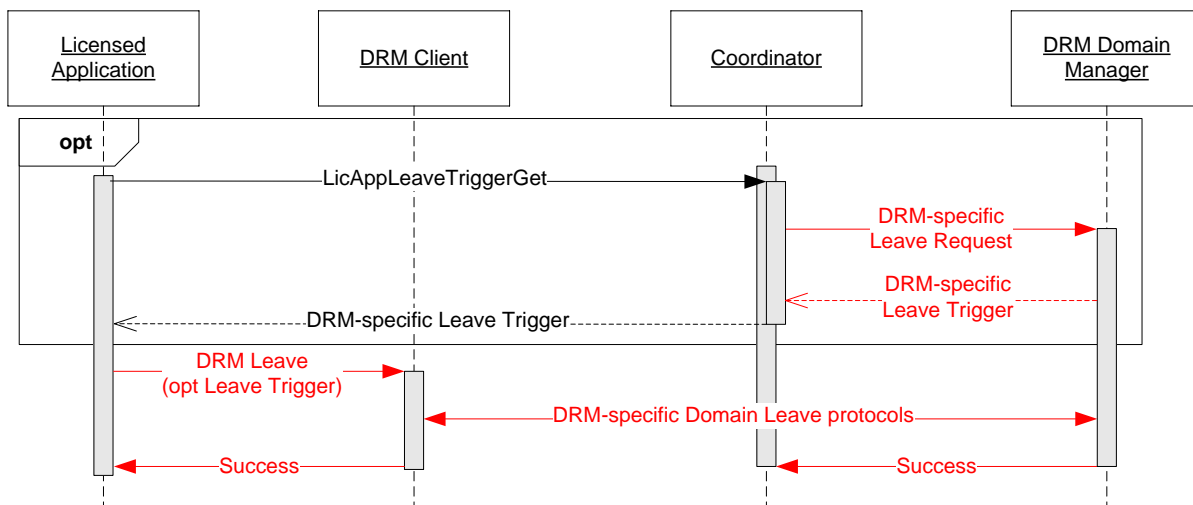 Licensed
Application
DRM Client
Coordinator
DRM Domain
Manager
opt
LicAppLeaveTriggerGet
DRM-specific
Leave Request
DRM-specific
Leave Trigger
DRM-specific Leave Trigger
DRM Leave
(opt Leave Trigger)
DRM-specific Domain Leave protocols
Success
Success